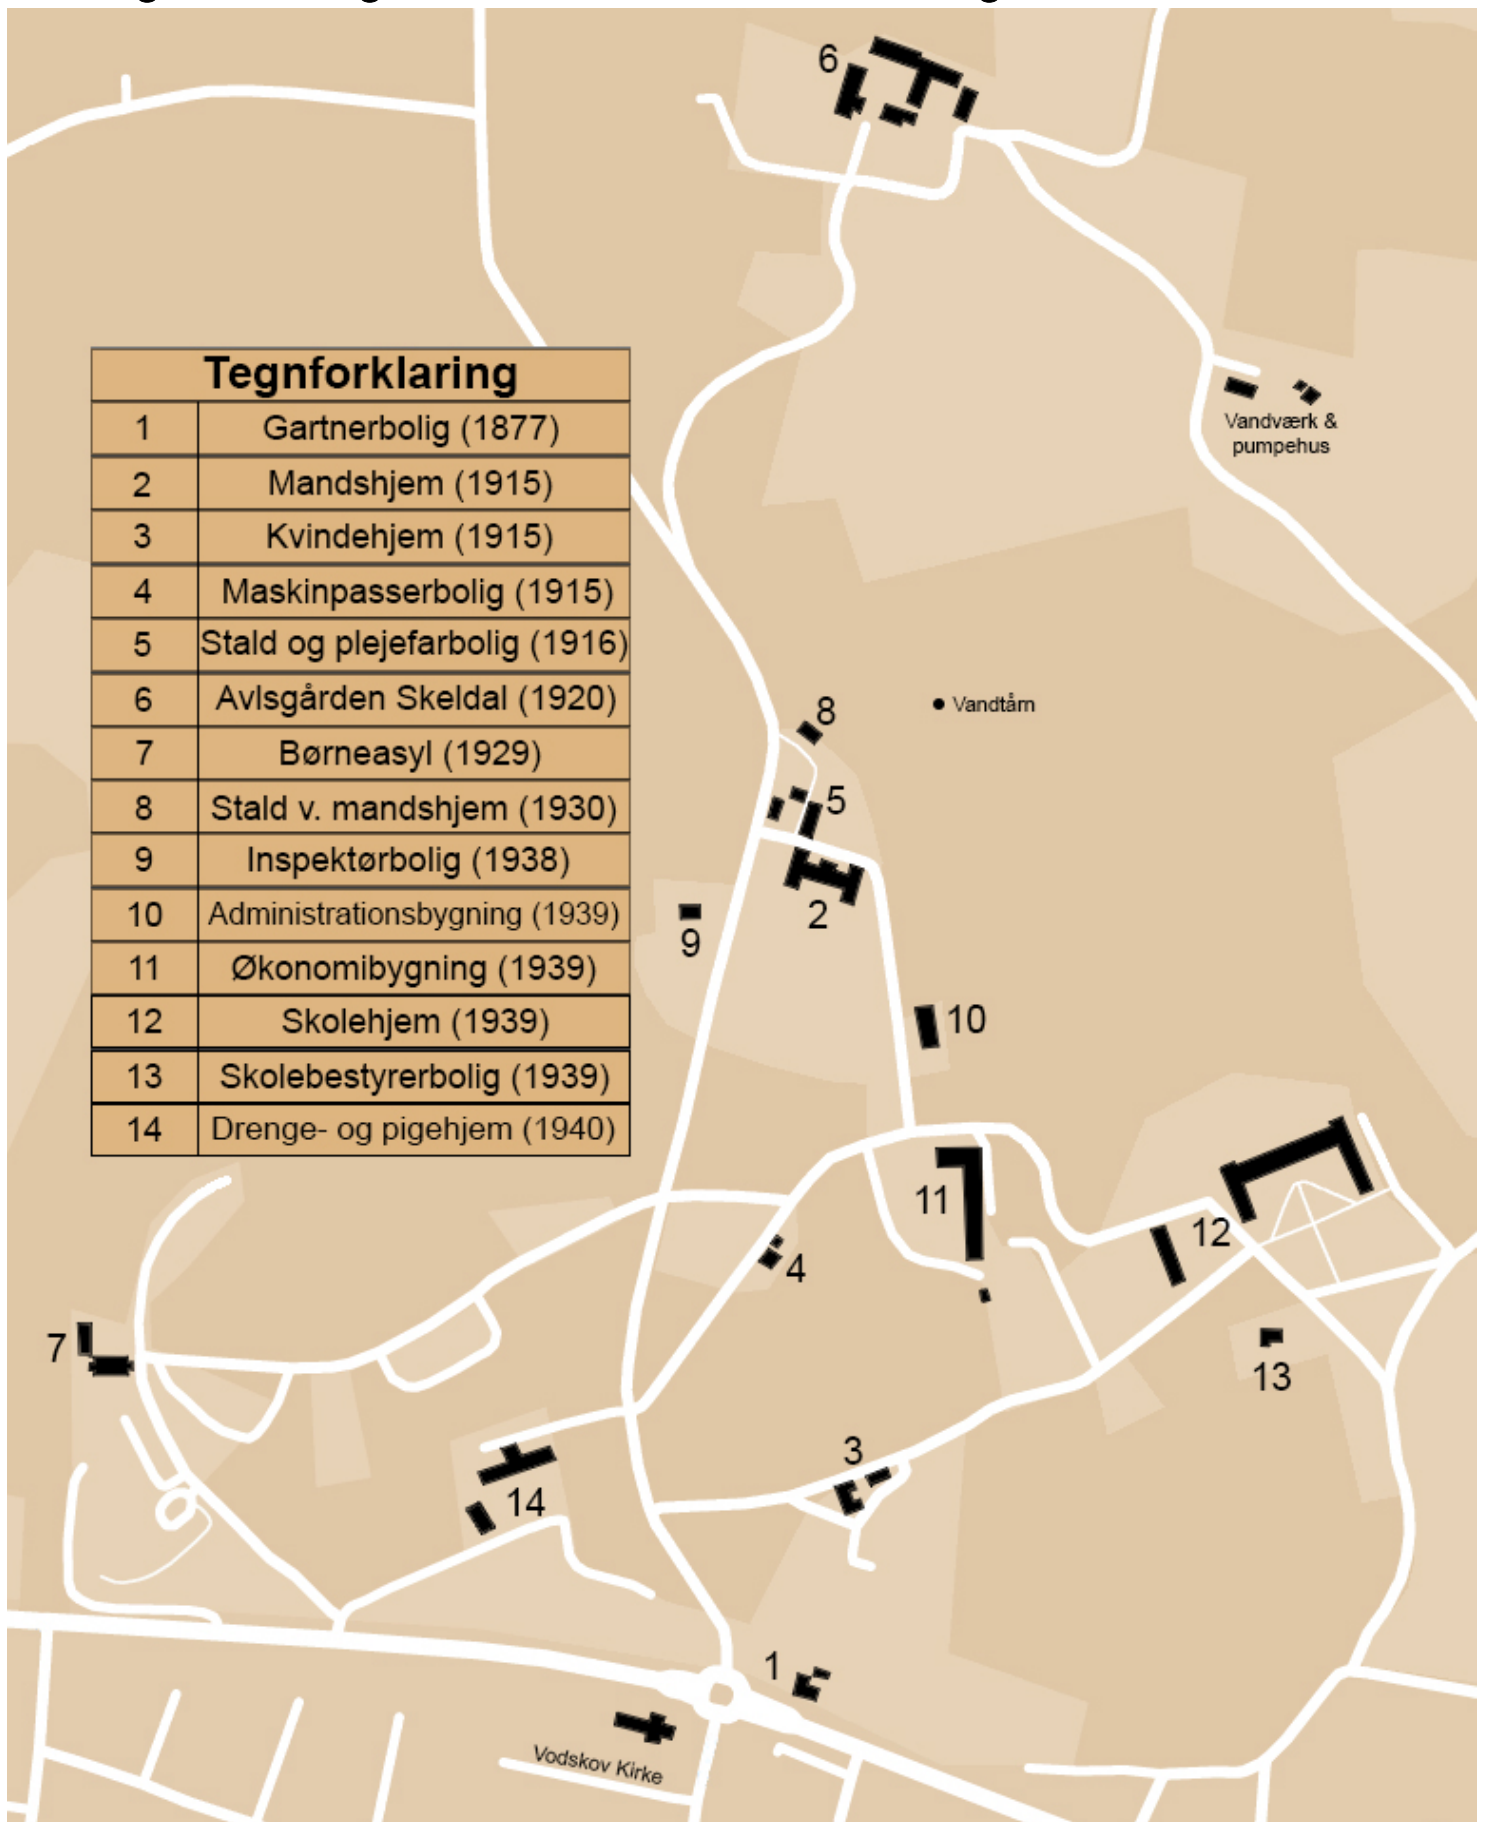 6
Tegnforklaring
1 Gartnerbolig (1877)
2 Mandshjem (1915)
3 Kvindehjem (1915)
4 Maskinpasserbolig (1915)
5 Stald og plejefarbolig (1916)
6 Avlsgården Skeldal (1920)
7 Børneasyl (1929)
8 Stald v. mandshjem (1930)
9 Inspektørbolig (1938)
10 Administrationsbygning (1939)
11 Økonomibygning (1939)
12 Skolehjem (1939)
13 Skolebestyrerbolig (1939)
14 Drenge- og pigehjem (1940)
Vandværk &
pumpehus
Vandtårn
8
5
2
9
10
11
12
4
7
13
3
14
1
Vodskov Kirke